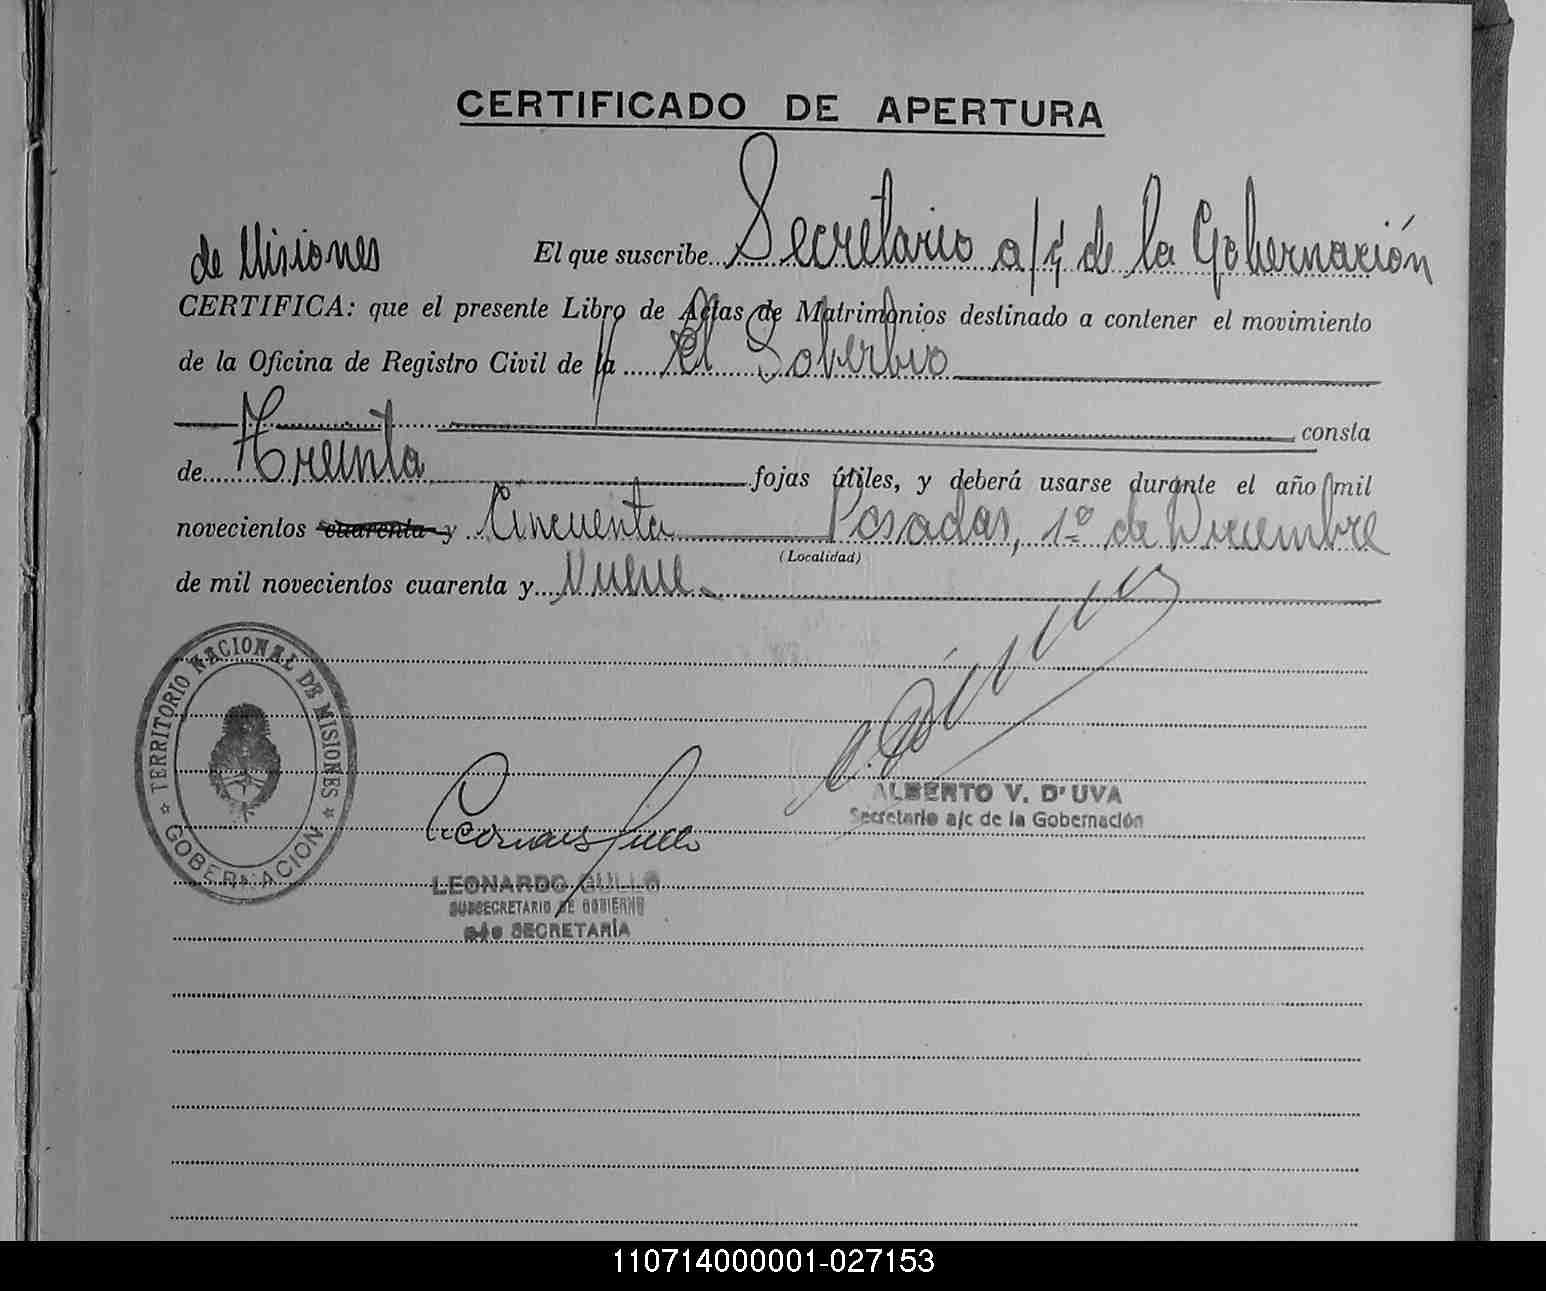 CERTIFICADO DE APERTURA
El que suscribe Secretario a/c de la Gobernación
de Misiones
CERTIFICA: que el presente Libro de Actas de Matrimonios destinado a contener el movimiento
de la Oficina de Registro Civil de la El Soberbio
consta
de Treinta fojas útiles, y deberá usarse durante el año mil
novecientos cuarenta y Cincuenta Posadas, 1º de Diciembre
(Localidad)
de mil novecientos cuarenta y Nueve.
TERRITORIO NACIONAL DE MISIONES
GOBERNACION
ALBERTO V. D'UVA
Secretario a/c de la Gobernación
LEONARDO GULLO
SUBSECRETARIO DE GOBIERNO
a/c SECRETARÍA
110714000001-027153